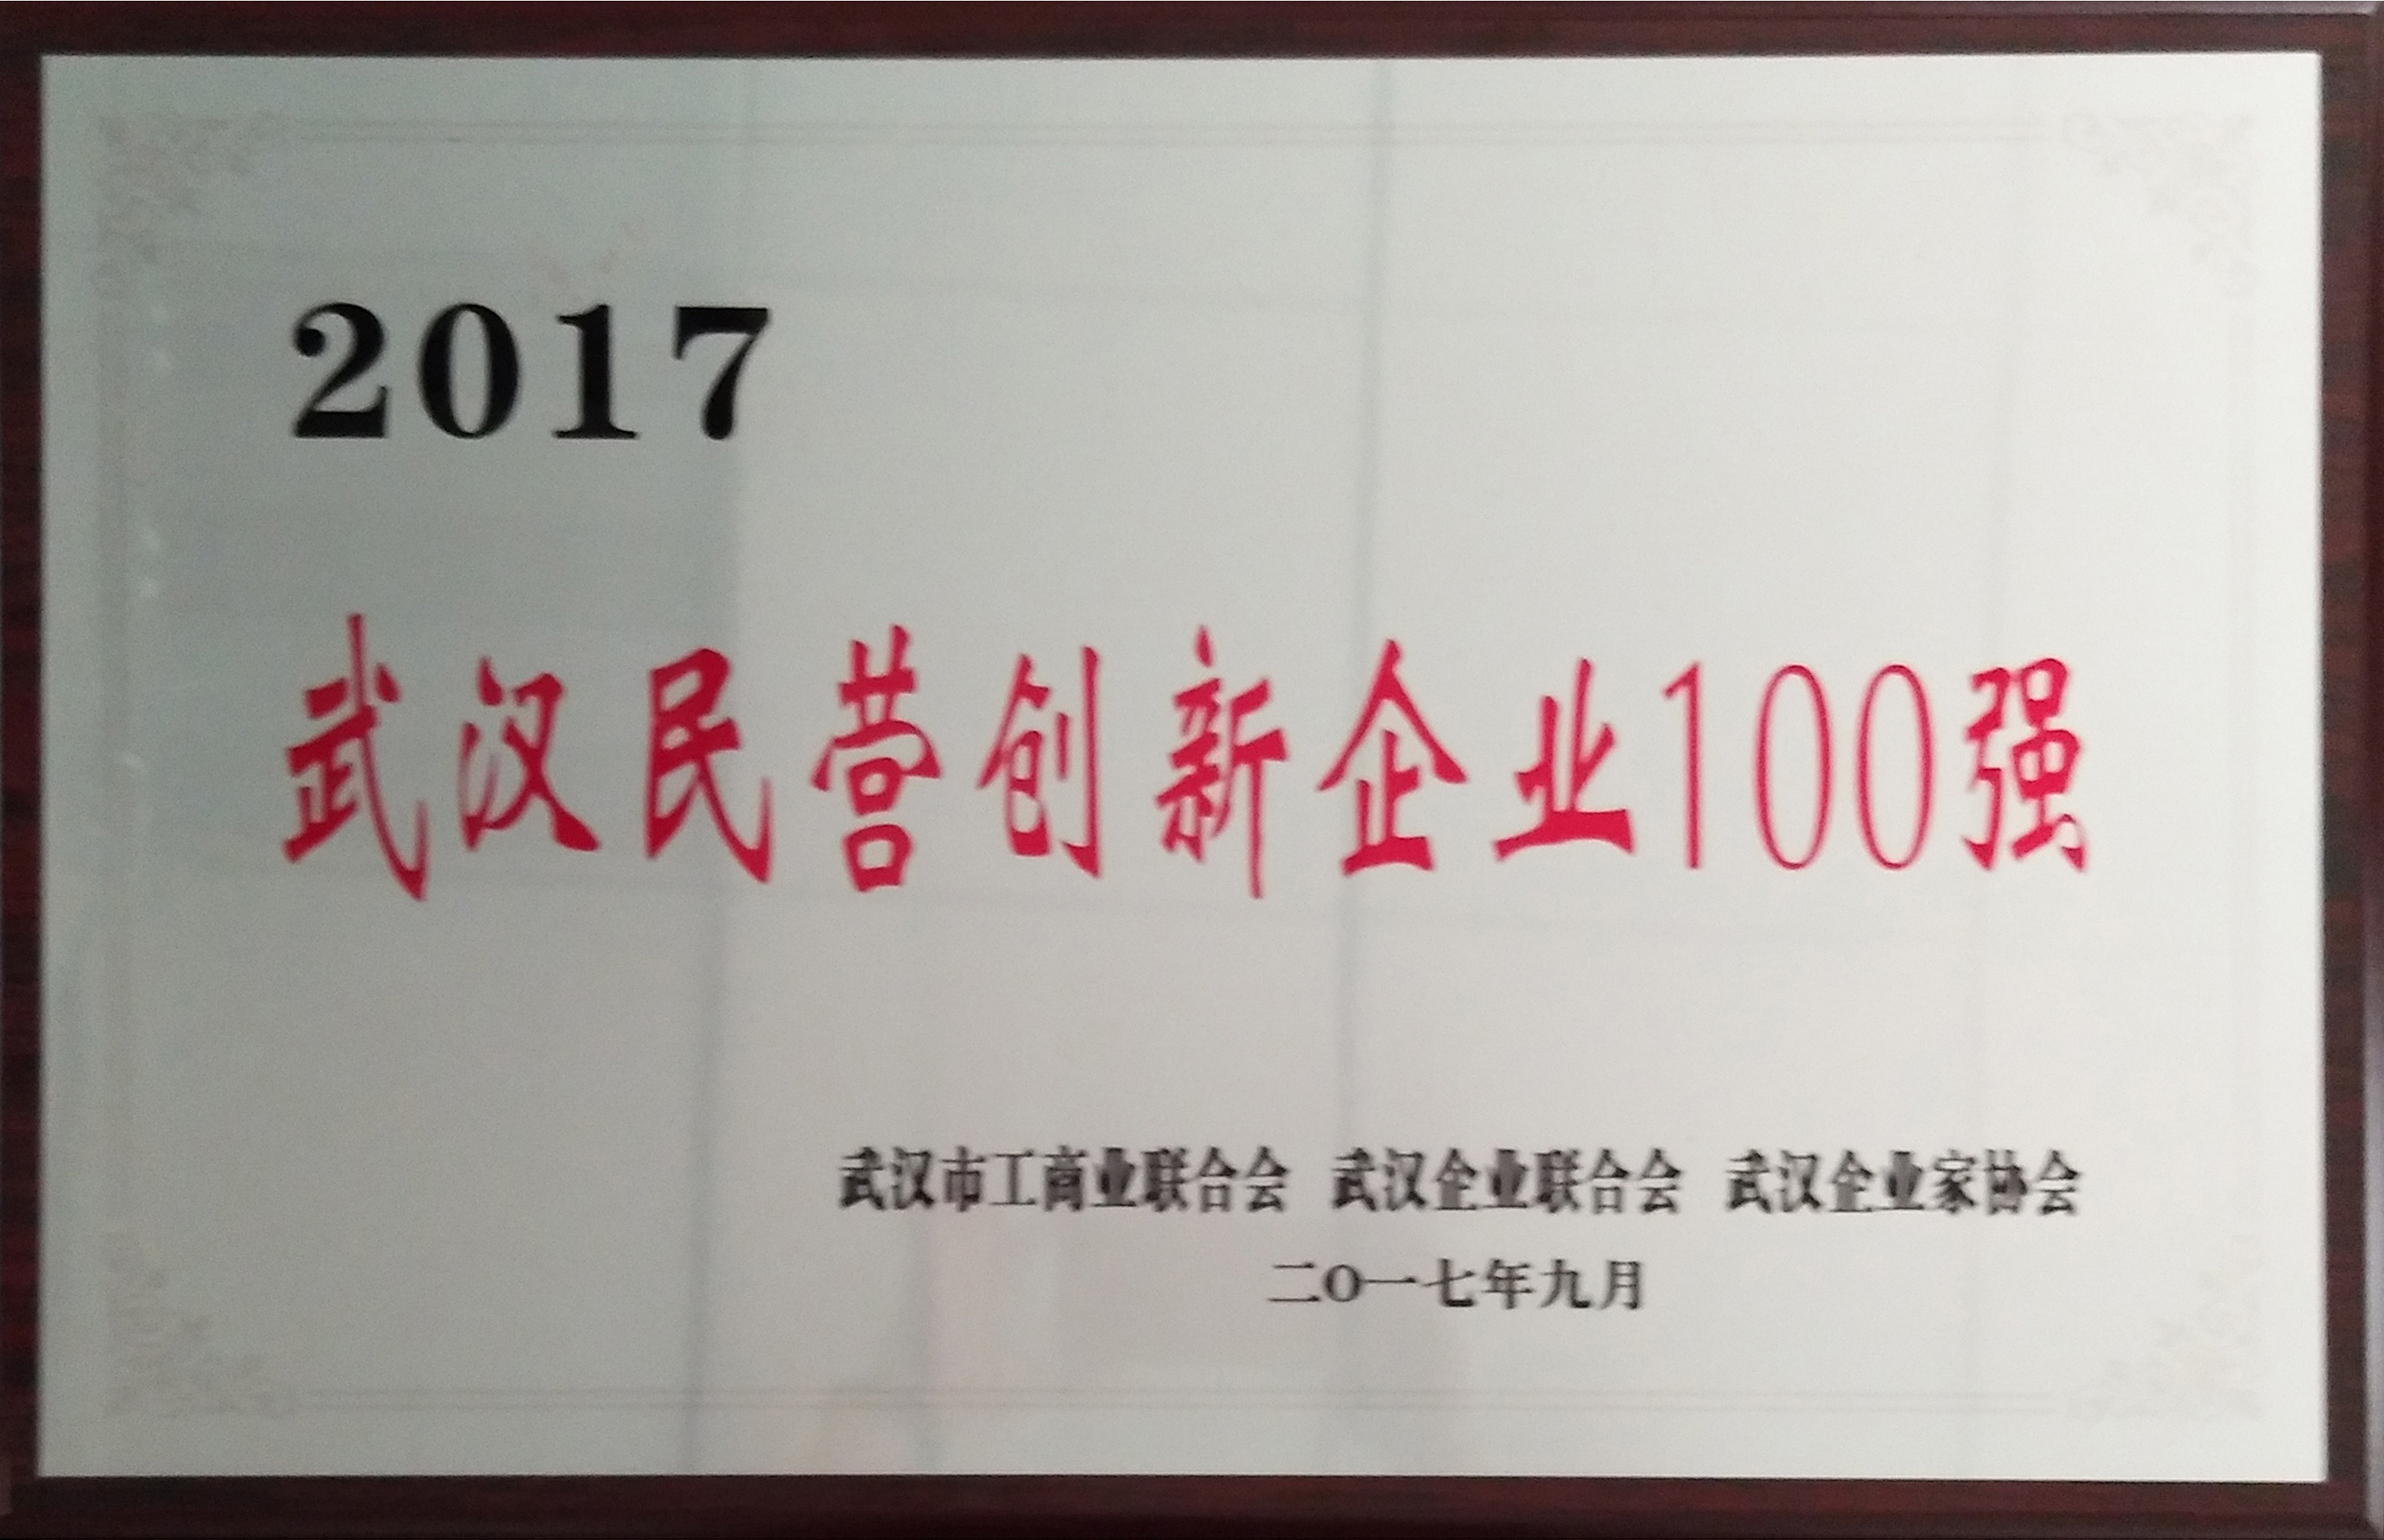 2017
武汉民营创新企业100强
武汉市工商业联合会 武汉企业联合会 武汉企业家协会
二〇一七年九月